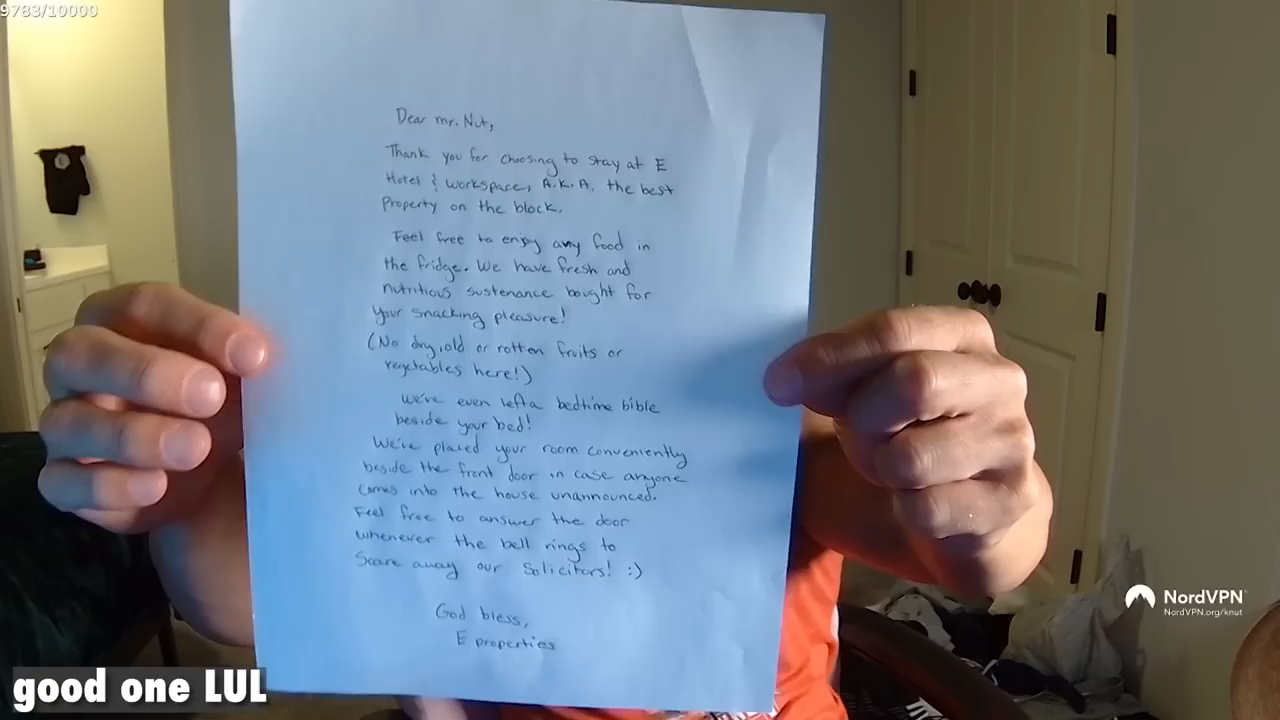 9783/10000
Dear mr. Nut,
Thank you for choosing to stay at E
Hotel & workspace, A.K.A. the best
Property on the block.
Feel free to enjoy any food in
the fridge. We have fresh and
nutritious sustenance bought for
your snacking pleasure!
(No dry, old or rotten fruits or
vegetables here!)
we've even left a bedtime bible
beside your bed!
We've placed your room conveniently
beside the front door in case anyone
comes into the house unannounced.
Feel free to answer the door
whenever the bell rings to
Scare away our Solicitors! :)
God bless,
E properties
NordVPN
NordVPN.org/knut
good one LUL